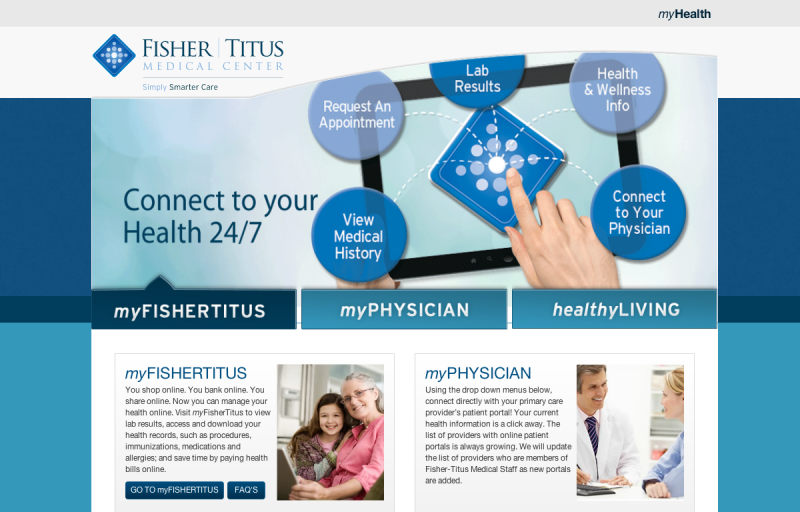 myHealth
FISHER TITUS
MEDICAL CENTER
Simply Smarter Care
Lab
Results
Health
& Wellness
Info
Request An
Appointment
Connect to your
Health 24/7
View
Medical
History
Connect
to Your
Physician
myFISHERTITUS
myPHYSICIAN
healthyLIVING
myFISHERTITUS
You shop online. You bank online. You
share online. Now you can manage your
health online. Visit myFisherTitus to view
lab results, access and download your
health records, such as procedures,
immunizations, medications and
allergies; and save time by paying health
bills online.
GO TO myFISHERTITUS
FAQ'S
myPHYSICIAN
Using the drop down menus below,
connect directly with your primary care
provider's patient portal! Your current
health information is a click away. The
list of providers with online patient
portals is always growing. We will update
the list of providers who are members of
Fisher-Titus Medical Staff as new portals
are added.